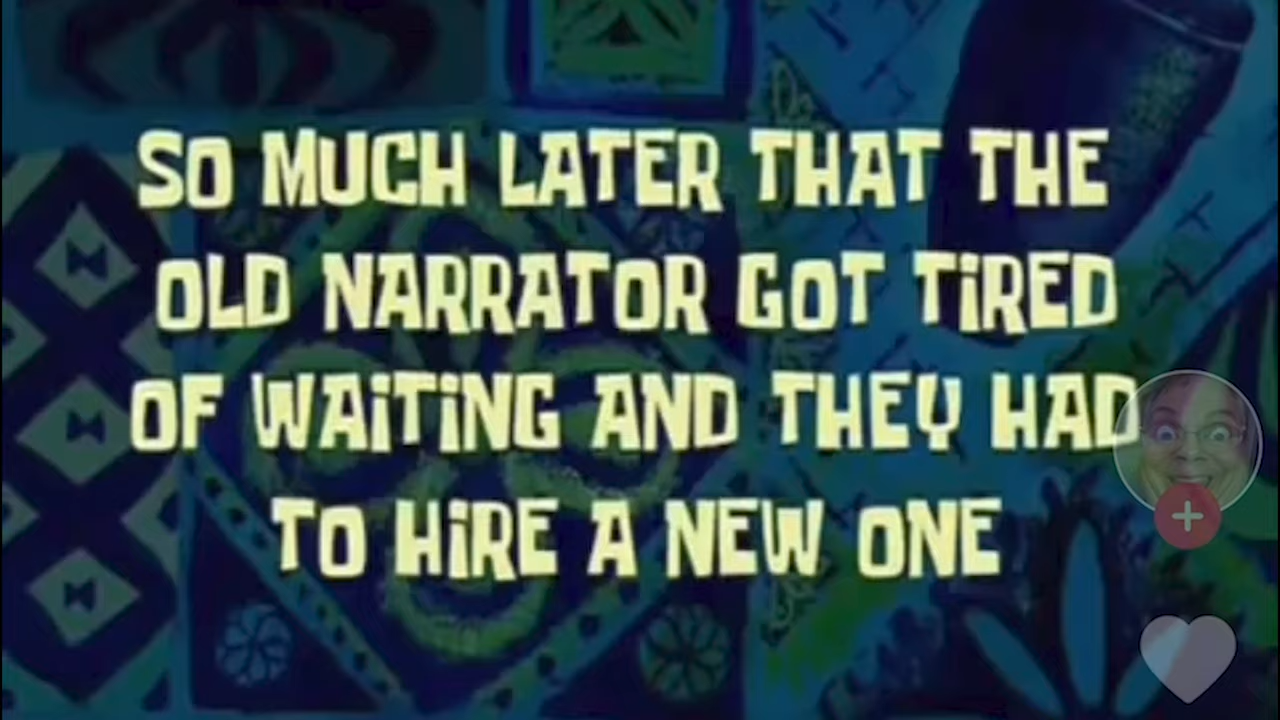 SO MUCH LATER THAT THE
OLD NARRATOR GOT TIRED
OF WAITING AND THEY HAD
TO HIRE A NEW ONE